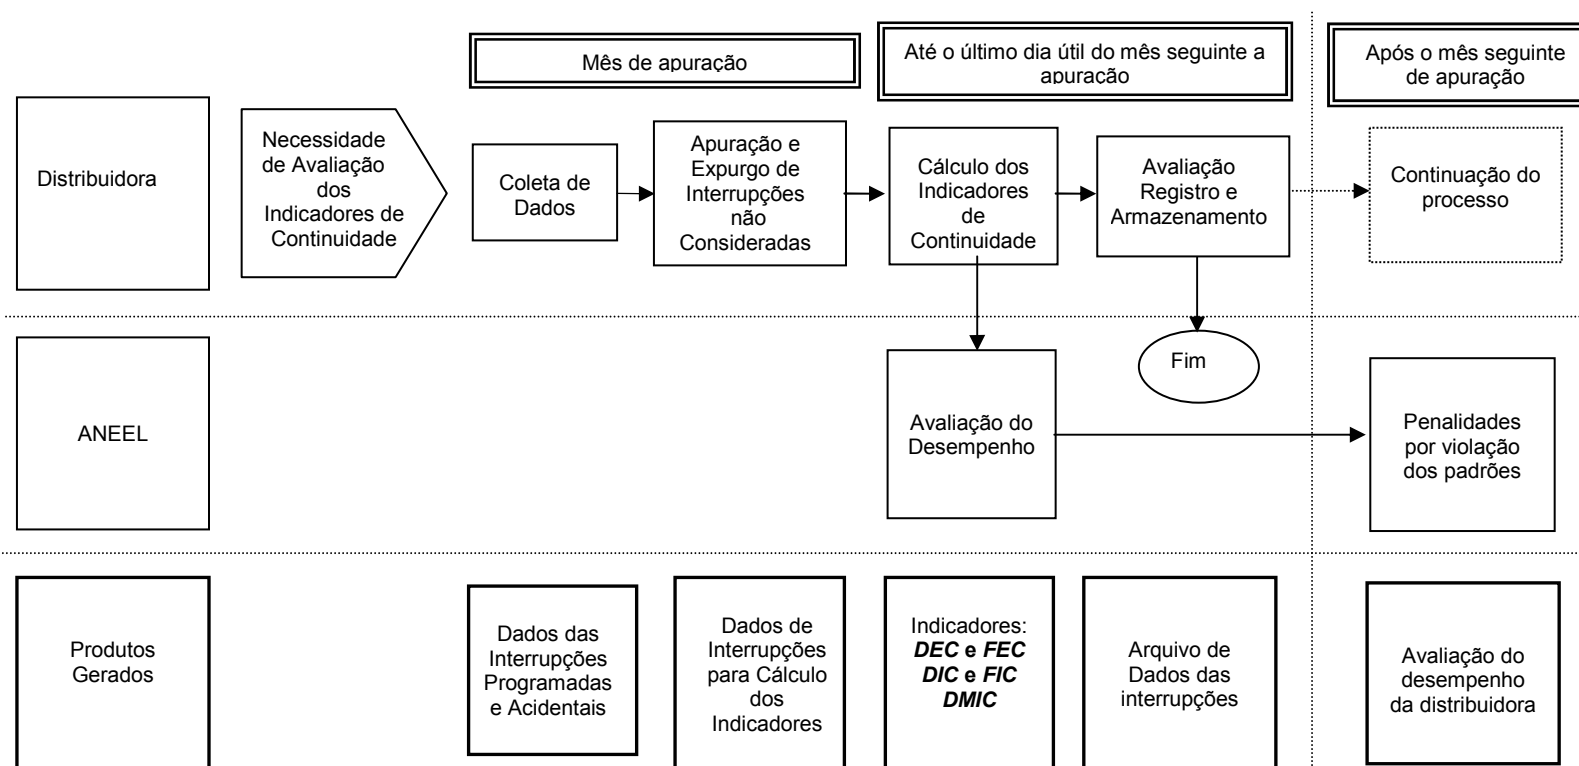 Mês de apuração
Até o último dia útil do mês seguinte a
apuração
Após o mês seguinte
de apuração
Distribuidora
Necessidade
de Avaliação
dos
Indicadores de
Continuidade
Coleta de
Dados
Apuração e
Expurgo de
Interrupções
não
Consideradas
Cálculo dos
Indicadores
de
Continuidade
Avaliação
Registro e
Armazenamento
Continuação do
processo
ANEEL
Avaliação do
Desempenho
Fim
Penalidades
por violação
dos padrões
Produtos
Gerados
Dados das
Interrupções
Programadas
e Acidentais
Dados de
Interrupções
para Cálculo
dos
Indicadores
Indicadores:
DEC e FEC
DIC e FIC
DMIC
Arquivo de
Dados das
interrupções
Avaliação do
desempenho
da distribuidora